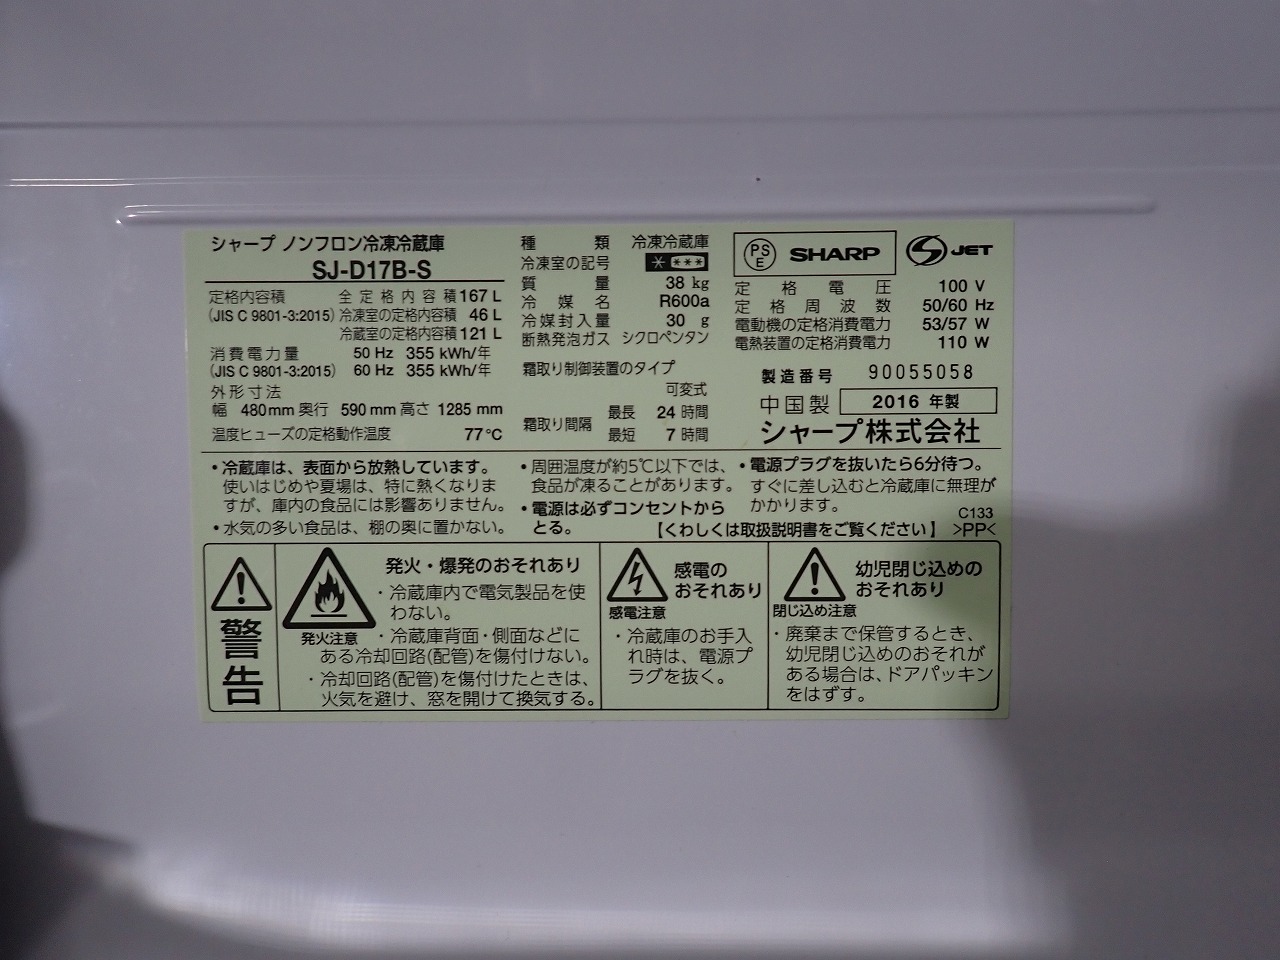 シャープ ノンフロン冷凍冷蔵庫
SJ-D17B-S
定格内容積 全定格内容積 167 L
(JIS C 9801-3:2015) 冷凍室の定格内容積 46 L
冷蔵室の定格内容積 121 L
消費電力量 50 Hz 355 kWh/年
(JIS C 9801-3:2015) 60 Hz 355 kWh/年
外形寸法
幅 480 mm 奥行 590 mm 高さ 1285 mm
温度ヒューズの定格動作温度 77℃
種類 冷凍冷蔵庫
冷凍室の記号 * ***
質量 38 kg
冷媒名 R600a
冷媒封入量 30 g
断熱発泡ガス シクロペンタン
霜取り制御装置のタイプ
可変式
霜取り間隔 最長 24 時間
最短 7 時間
PS
E
SHARP
S JET
定格電圧 100 V
定格周波数 50/60 Hz
電動機の定格消費電力 53/57 W
電熱装置の定格消費電力 110 W
製造番号 90055058
中国製 2016 年製
シャープ株式会社
・冷蔵庫は、表面から放熱しています。
使いはじめや夏場は、特に熱くなりま
すが、庫内の食品には影響ありません。
・水気の多い食品は、棚の奥に置かない。
・周囲温度が約5℃以下では、
食品が凍ることがあります。
・電源は必ずコンセントから
とる。
・電源プラグを抜いたら6分待つ。
すぐに差し込むと冷蔵庫に無理が
かかります。
C133
【くわしくは取扱説明書をご覧ください】 >PP<
警告
発火注意
発火・爆発のおそれあり
・冷蔵庫内で電気製品を使
わない。
・冷蔵庫背面・側面などに
ある冷却回路(配管)を傷付けない。
・冷却回路(配管)を傷付けたときは、
火気を避け、窓を開けて換気する。
感電の
おそれあり
感電注意
・冷蔵庫のお手入
れ時は、電源プ
ラグを抜く。
幼児閉じ込めの
おそれあり
閉じ込め注意
・廃棄まで保管するとき、
幼児閉じ込めのおそれが
ある場合は、ドアパッキン
をはずす。